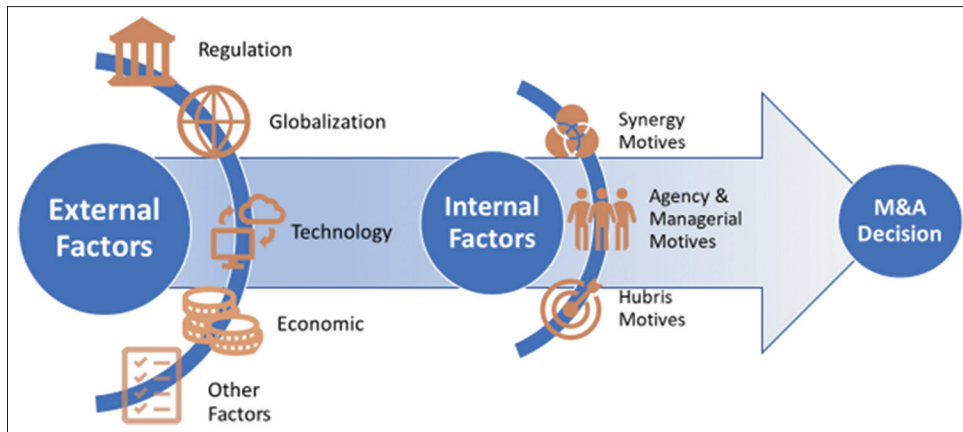 Regulation
Globalization
External
Factors
Technology
Economic
Other
Factors
Internal
Factors
Synergy
Motives
Agency &
Managerial
Motives
Hubris
Motives
M&A
Decision